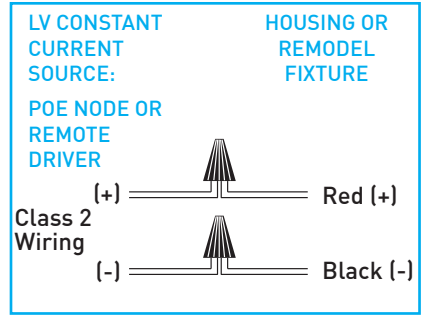 LV CONSTANT
CURRENT
SOURCE:
POE NODE OR
REMOTE
DRIVER
HOUSING OR
REMODEL
FIXTURE
(+)
Red (+)
Class 2
Wiring
(-)
Black (-)